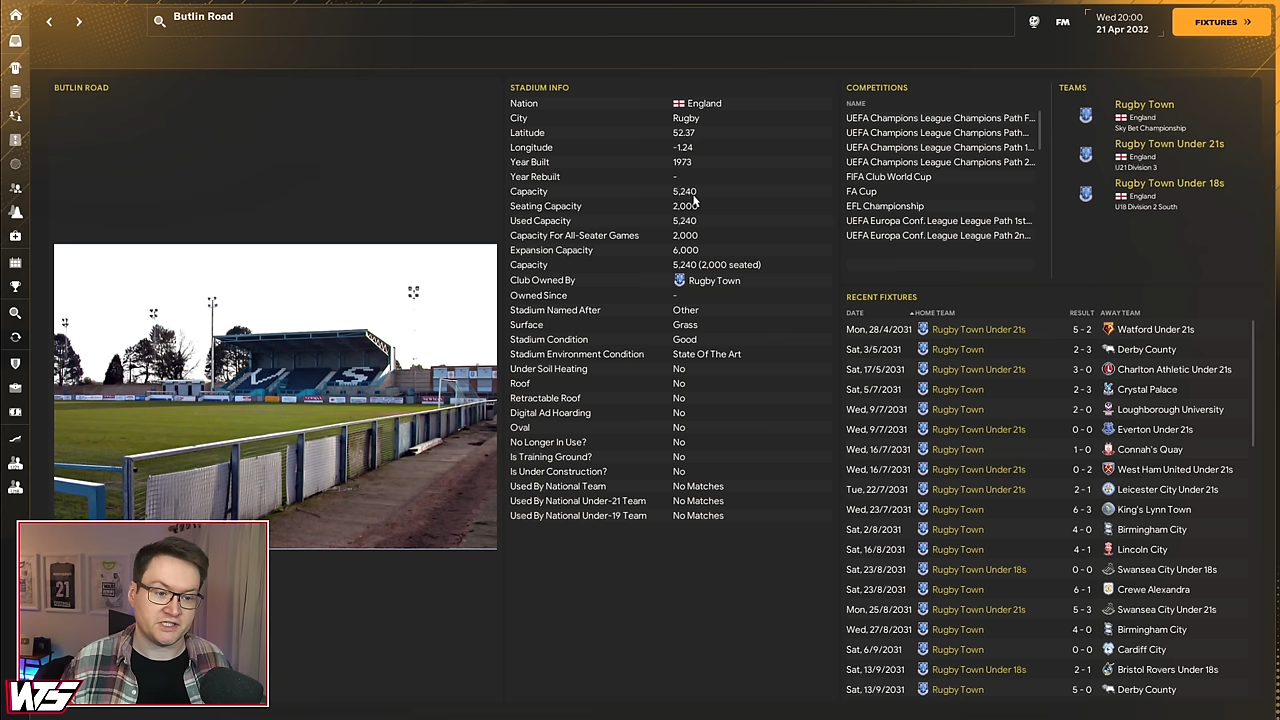 Butlin Road
FM
Wed 20:00
21 Apr 2032
FIXTURES
BUTLIN ROAD
STADIUM INFO
Nation England
City Rugby
Latitude 52.37
Longitude -1.24
Year Built 1973
Year Rebuilt -
Capacity 5,240
Seating Capacity 2,000
Used Capacity 5,240
Capacity For All-Seater Games 2,000
Expansion Capacity 6,000
Capacity 5,240 (2,000 seated)
Club Owned By Rugby Town
Owned Since -
Stadium Named After Other
Surface Grass
Stadium Condition Good
Stadium Environment Condition State Of The Art
Under Soil Heating No
Roof No
Retractable Roof No
Digital Ad Hoarding No
Oval No
No Longer In Use? No
Is Training Ground? No
Is Under Construction? No
Used By National Team No Matches
Used By National Under-21 Team No Matches
Used By National Under-19 Team No Matches
COMPETITIONS
NAME
UEFA Champions League Champions Path F...
UEFA Champions League Champions Path...
UEFA Champions League Champions Path 1...
UEFA Champions League Champions Path 2...
FIFA Club World Cup
FA Cup
EFL Championship
UEFA Europa Conf. League League Path 1st...
UEFA Europa Conf. League League Path 2n...
TEAMS
Rugby Town
England
Sky Bet Championship
Rugby Town Under 21s
England
U21 Division 3
Rugby Town Under 18s
England
U18 Division 2 South
RECENT FIXTURES
DATE HOME TEAM RESULT AWAY TEAM
Mon, 28/4/2031 Rugby Town Under 21s 5 - 2 Watford Under 21s
Sat, 3/5/2031 Rugby Town 2 - 3 Derby County
Sat, 17/5/2031 Rugby Town Under 21s 3 - 0 Charlton Athletic Under 21s
Sat, 5/7/2031 Rugby Town 2 - 3 Crystal Palace
Wed, 9/7/2031 Rugby Town 2 - 0 Loughborough University
Wed, 9/7/2031 Rugby Town Under 21s 0 - 0 Everton Under 21s
Wed, 16/7/2031 Rugby Town 1 - 0 Connah's Quay
Wed, 16/7/2031 Rugby Town Under 21s 0 - 2 West Ham United Under 21s
Tue, 22/7/2031 Rugby Town Under 21s 2 - 1 Leicester City Under 21s
Wed, 23/7/2031 Rugby Town 6 - 3 King's Lynn Town
Sat, 2/8/2031 Rugby Town 4 - 0 Birmingham City
Sat, 16/8/2031 Rugby Town 4 - 1 Lincoln City
Sat, 23/8/2031 Rugby Town Under 18s 0 - 0 Swansea City Under 18s
Sat, 23/8/2031 Rugby Town 6 - 1 Crewe Alexandra
Mon, 25/8/2031 Rugby Town Under 21s 5 - 3 Swansea City Under 21s
Wed, 27/8/2031 Rugby Town 4 - 0 Birmingham City
Sat, 6/9/2031 Rugby Town 0 - 0 Cardiff City
Sat, 13/9/2031 Rugby Town Under 18s 2 - 1 Bristol Rovers Under 18s
Sat, 13/9/2031 Rugby Town 5 - 0 Derby County
V S
21
WTS